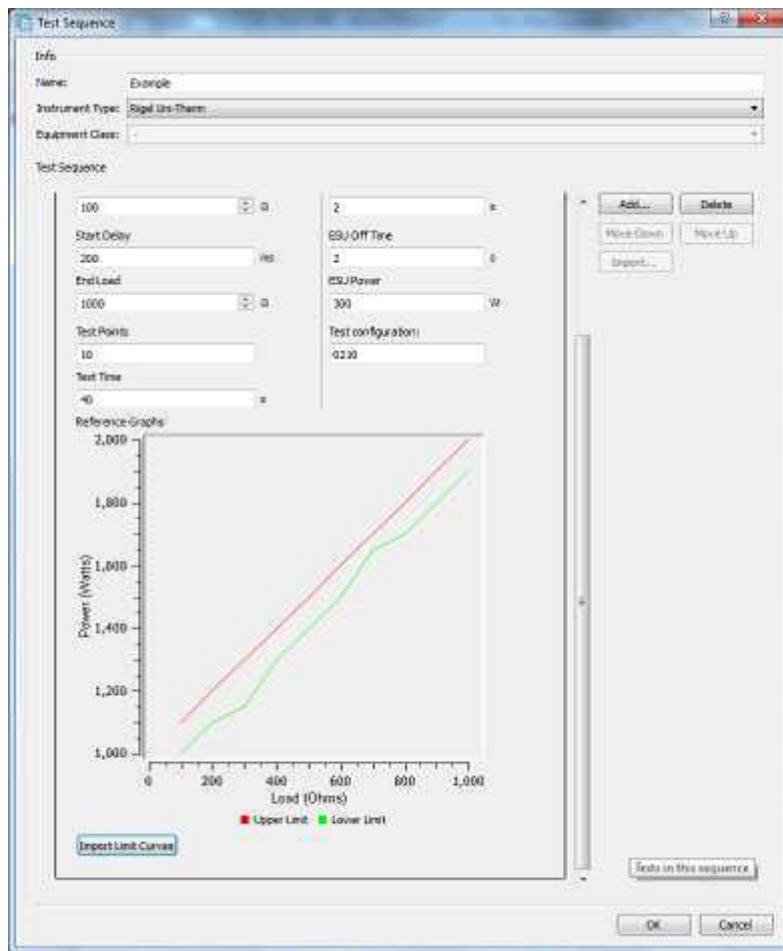 Test Sequence
Info
Name: Example
Instrument Type: Rigel Uni-Therm
Equipment Class: -
Test Sequence
100 Ω 2 s
Start Delay ESU Off Time
200 ms 2 s
End Load ESU Power
1000 Ω 300 W
Test Points Test configuration:
10 0210
Test Time
40 s
Add... Delete
Move Down Move Up
Import...
Reference Graphs
2,000
1,800
1,600
1,400
1,200
1,000
Power (Watts)
0 200 400 600 800 1,000
Load (Ohms)
Upper Limit Lower Limit
Import Limit Curves
Tests in this sequence
OK Cancel